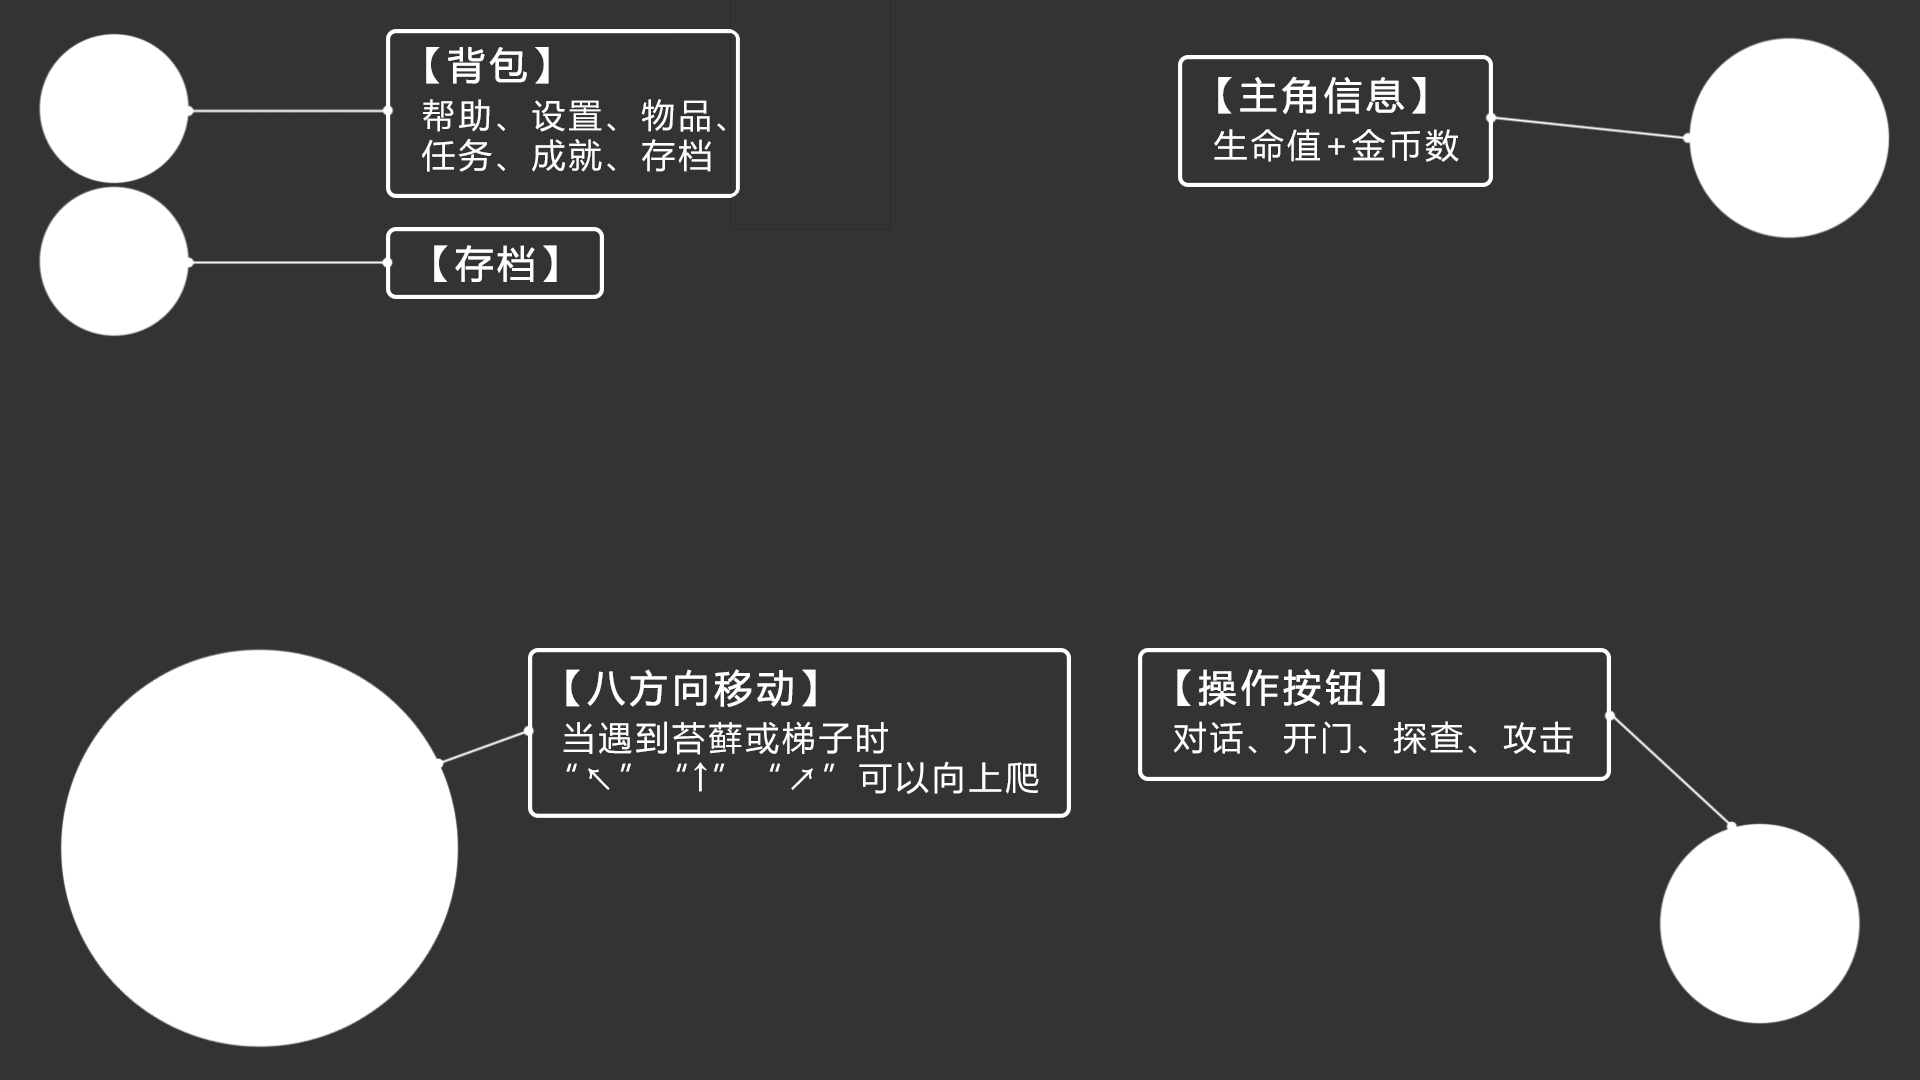 【背包】
帮助、设置、物品、
任务、成就、存档
【存档】
【主角信息】
生命值+金币数
【八方向移动】
当遇到苔藓或梯子时
“↖” “↑” “↗” 可以向上爬
【操作按钮】
对话、开门、探查、攻击